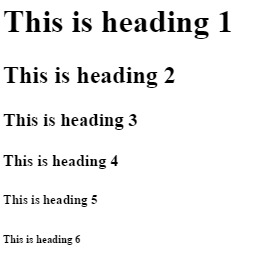 This is heading 1
This is heading 2
This is heading 3
This is heading 4
This is heading 5
This is heading 6